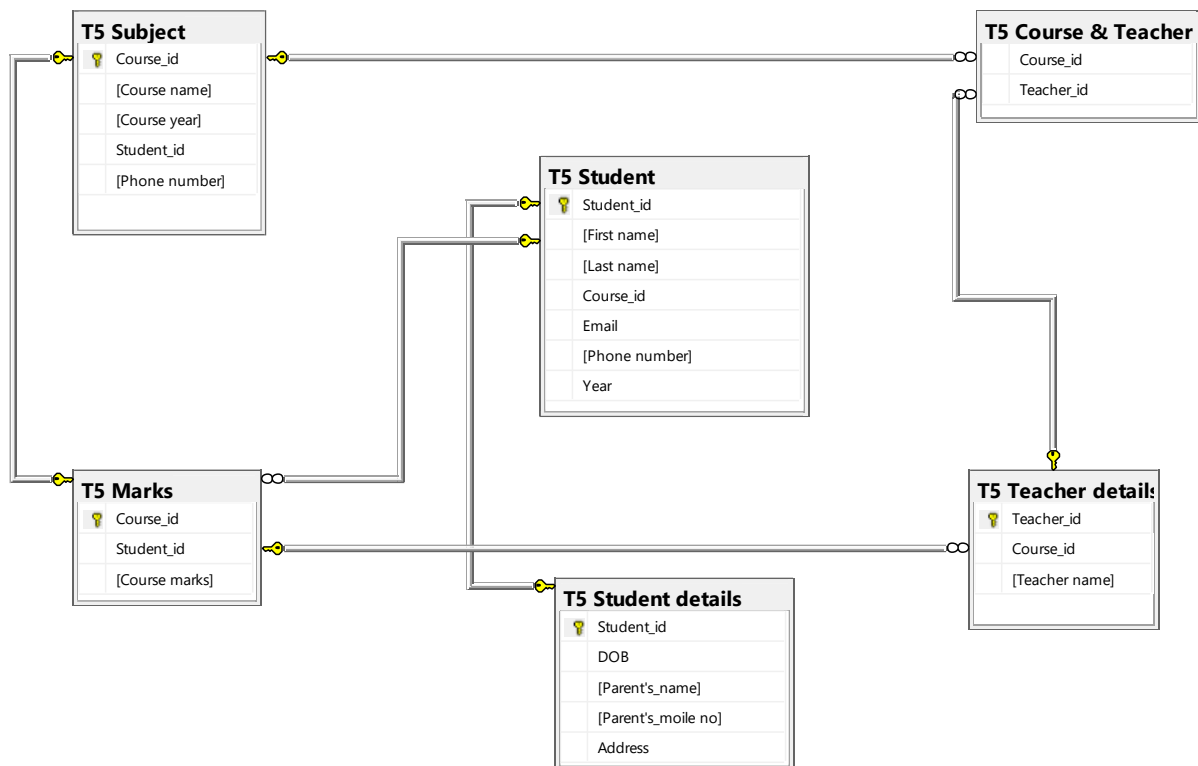 T5 Subject
Course_id
[Course name]
[Course year]
Student_id
[Phone number]
T5 Course & Teacher
Course_id
Teacher_id
T5 Student
Student_id
[First name]
[Last name]
Course_id
Email
[Phone number]
Year
T5 Marks
Course_id
Student_id
[Course marks]
T5 Teacher details
Teacher_id
Course_id
[Teacher name]
T5 Student details
Student_id
DOB
[Parent's_name]
[Parent's_moile no]
Address